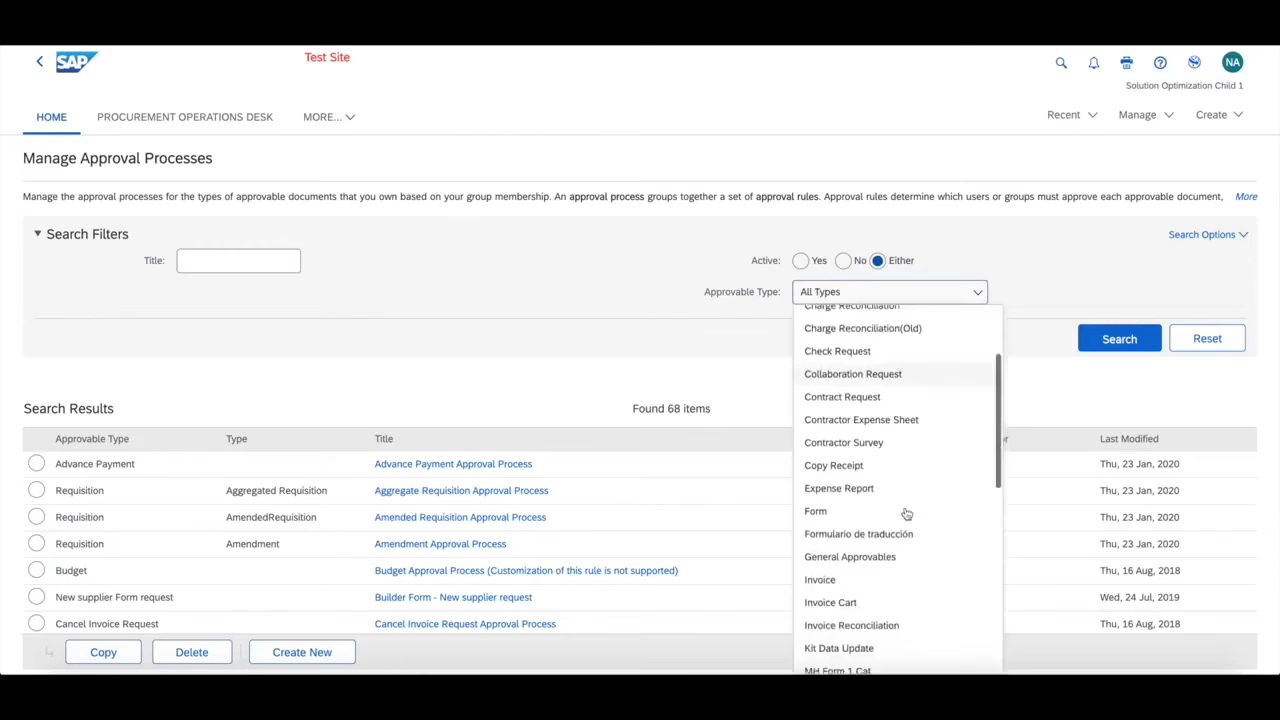 SAP
Test Site
NA
Solution Optimization Child 1
HOME
PROCUREMENT OPERATIONS DESK
MORE...
Recent
Manage
Create
Manage Approval Processes
Manage the approval processes for the types of approvable documents that you own based on your group membership. An approval process groups together a set of approval rules. Approval rules determine which users or groups must approve each approvable document,
More
Search Filters
Search Options
Title:
Active:
Yes
No
Either
Approvable Type:
All Types
Charge Reconciliation
Charge Reconciliation(Old)
Check Request
Collaboration Request
Contract Request
Contractor Expense Sheet
Contractor Survey
Copy Receipt
Expense Report
Form
Formulario de traducción
General Approvables
Invoice
Invoice Cart
Invoice Reconciliation
Kit Data Update
MH Form 1 Cat
Search
Reset
Search Results
Found 68 items
Approvable Type Type Title Last Modified
Advance Payment Advance Payment Approval Process Thu, 23 Jan, 2020
Requisition Aggregated Requisition Aggregate Requisition Approval Process Thu, 23 Jan, 2020
Requisition AmendedRequisition Amended Requisition Approval Process Thu, 23 Jan, 2020
Requisition Amendment Amendment Approval Process Thu, 23 Jan, 2020
Budget Budget Approval Process (Customization of this rule is not supported) Thu, 16 Aug, 2018
New supplier Form request Builder Form - New supplier request Wed, 24 Jul, 2019
Cancel Invoice Request Cancel Invoice Request Approval Process Thu, 16 Aug, 2018
Copy
Delete
Create New